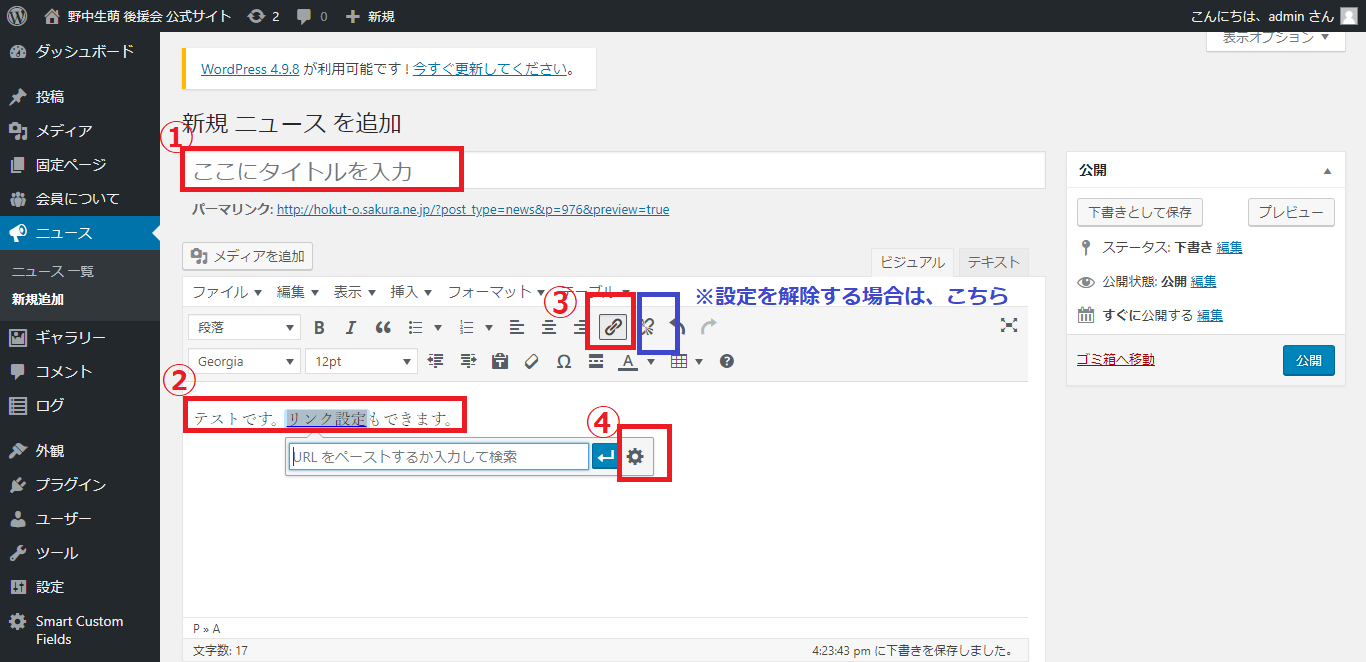 野中生萌 後援会 公式サイト 2 0 新規 こんにちは、admin さん
ダッシュボード
投稿
メディア
固定ページ
会員について
ニュース
ニュース 一覧
新規追加
ギャラリー
コメント
ログ
外観
プラグイン
ユーザー
ツール
設定
Smart Custom
Fields
表示オプション ▼
WordPress 4.9.8 が利用可能です ! 今すぐ更新してください。
新規 ニュース を追加
①
ここにタイトルを入力
パーマリンク: http://hokut-o.sakura.ne.jp/?post_type=news&p=976&preview=true
メディアを追加
ビジュアル テキスト
ファイル ▼ 編集 ▼ 表示 ▼ 挿入 ▼ フォーマット ▼ テーブル ▼
③ ※設定を解除する場合は、こちら
段落 ▼ B I
Georgia ▼ 12pt ▼ Ω A ▼ ▼ ?
②
テストです。リンク設定もできます。
④
URL をペーストするか入力して検索
P » A
文字数: 17 4:23:43 pm に下書きを保存しました。
公開 ▲
下書きとして保存 プレビュー
ステータス: 下書き 編集
公開状態: 公開 編集
すぐに公開する 編集
ゴミ箱へ移動 公開